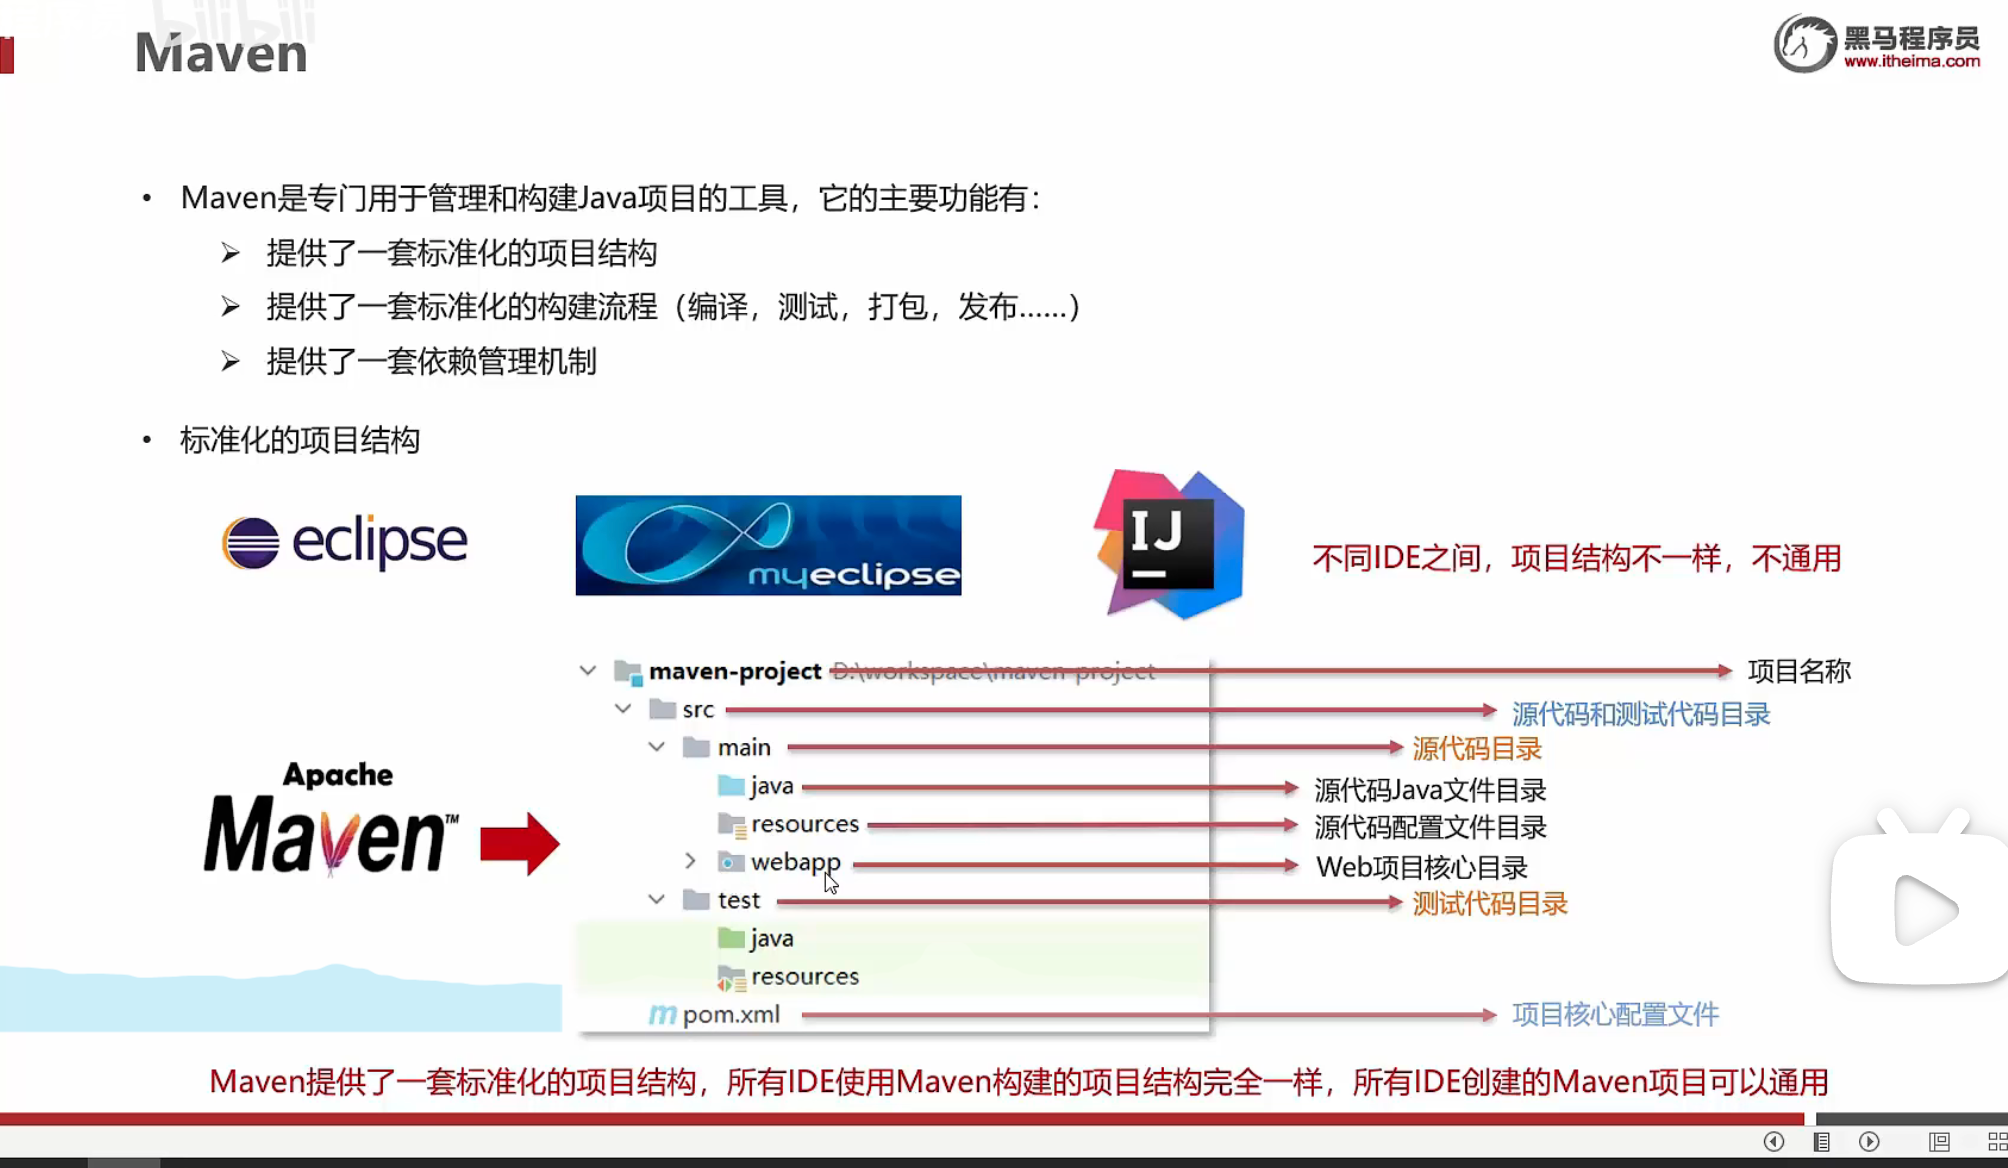 bilibili
Maven
黑马程序员
www.itheima.com
• Maven是专门用于管理和构建Java项目的工具，它的主要功能有：
➢ 提供了一套标准化的项目结构
➢ 提供了一套标准化的构建流程（编译，测试，打包，发布……）
➢ 提供了一套依赖管理机制
• 标准化的项目结构
eclipse
myeclipse
IJ
不同IDE之间，项目结构不一样，不通用
maven-project D:\workspace\maven-project 项目名称
src 源代码和测试代码目录
main 源代码目录
java 源代码Java文件目录
resources 源代码配置文件目录
webapp Web项目核心目录
test 测试代码目录
java
resources
pom.xml 项目核心配置文件
Apache
Maven™
Maven提供了一套标准化的项目结构，所有IDE使用Maven构建的项目结构完全一样，所有IDE创建的Maven项目可以通用